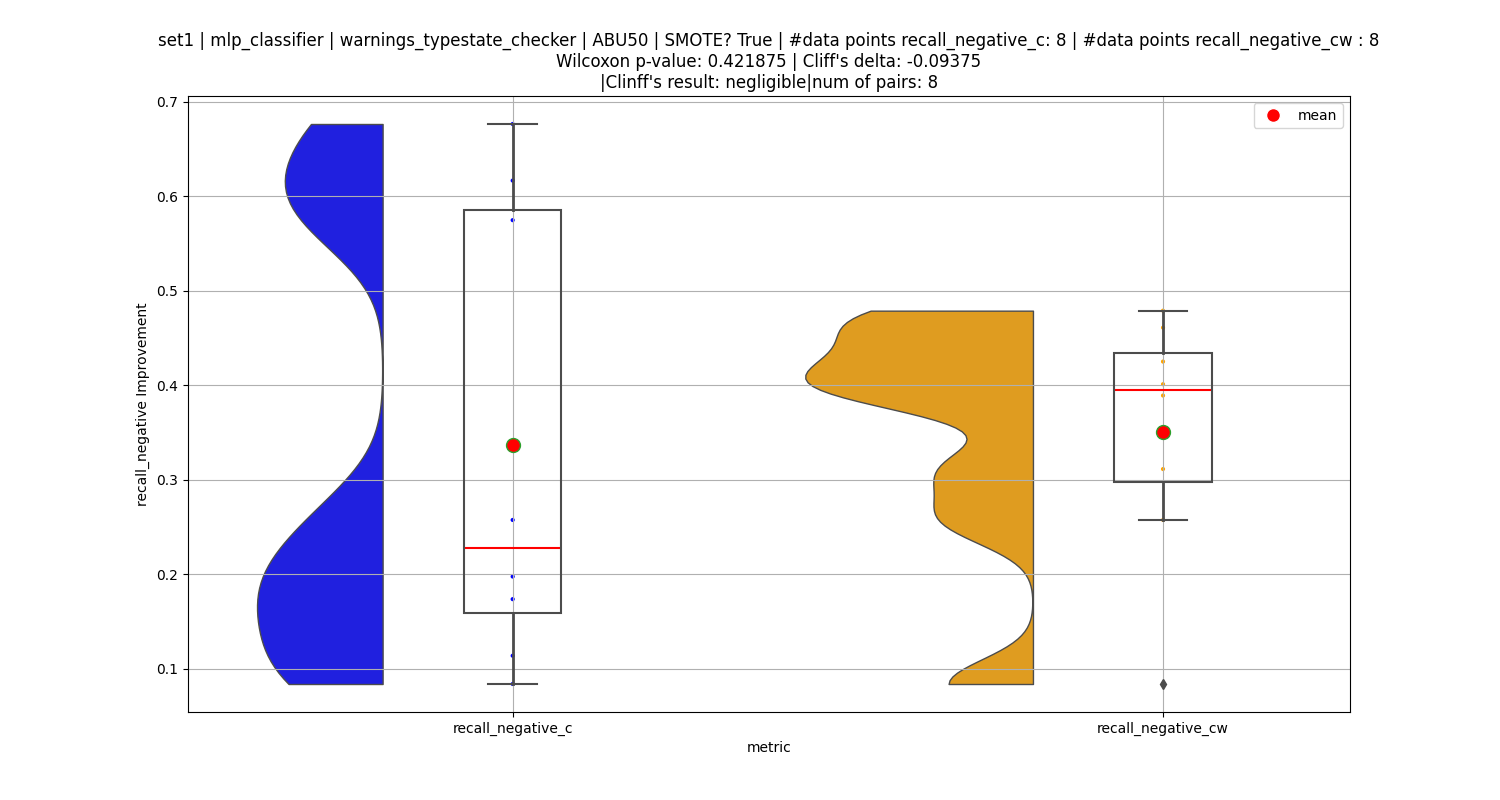 set1 | mlp_classifier | warnings_typestate_checker | ABU50 | SMOTE? True | #data points recall_negative_c: 8 | #data points recall_negative_cw : 8
Wilcoxon p-value: 0.421875 | Cliff's delta: -0.09375
|Clinff's result: negligible|num of pairs: 8
mean
0.7
0.6
0.5
0.4
0.3
0.2
0.1
recall_negative Improvement
recall_negative_c
recall_negative_cw
metric